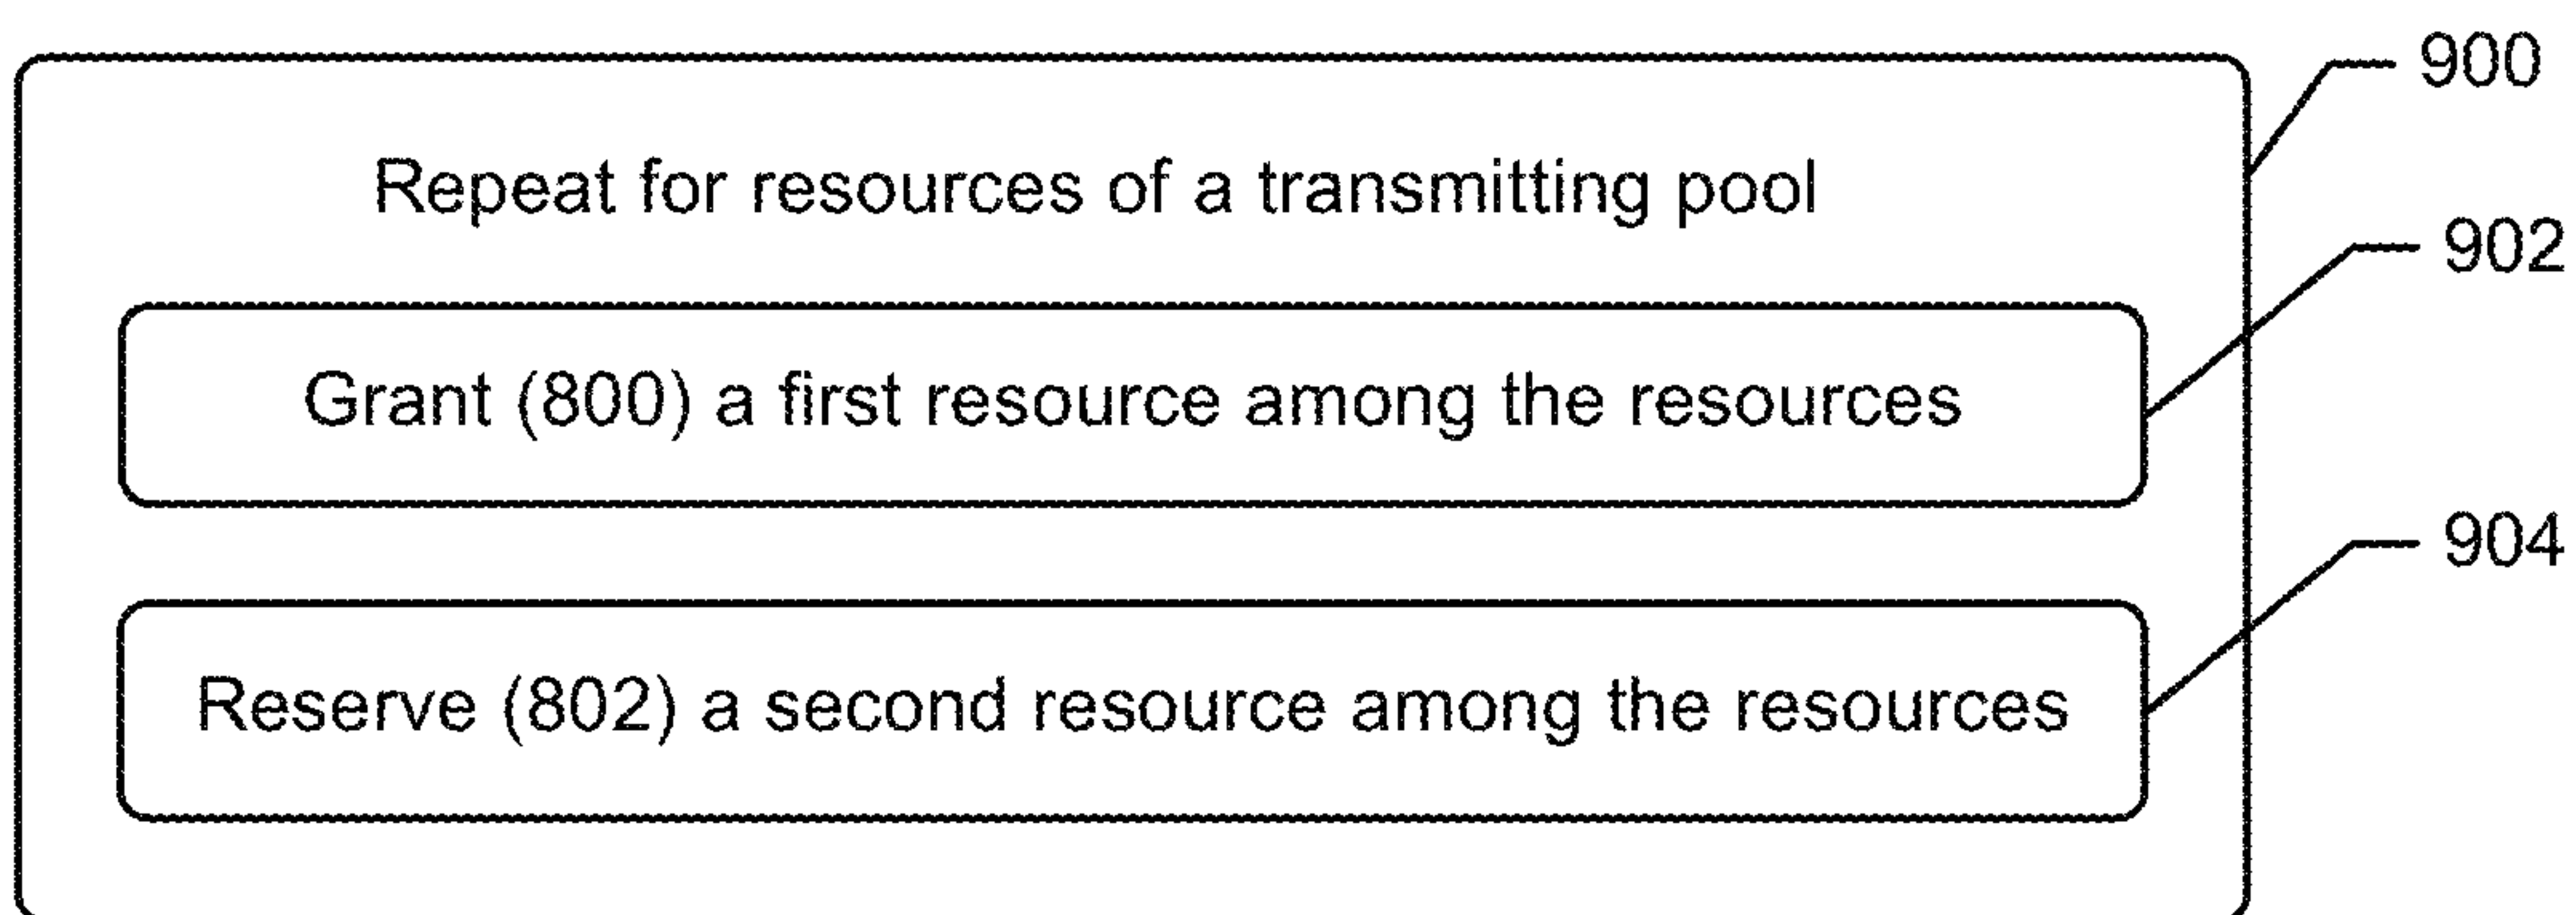 900
Repeat for resources of a transmitting pool
902
Grant (800) a first resource among the resources
904
Reserve (802) a second resource among the resources